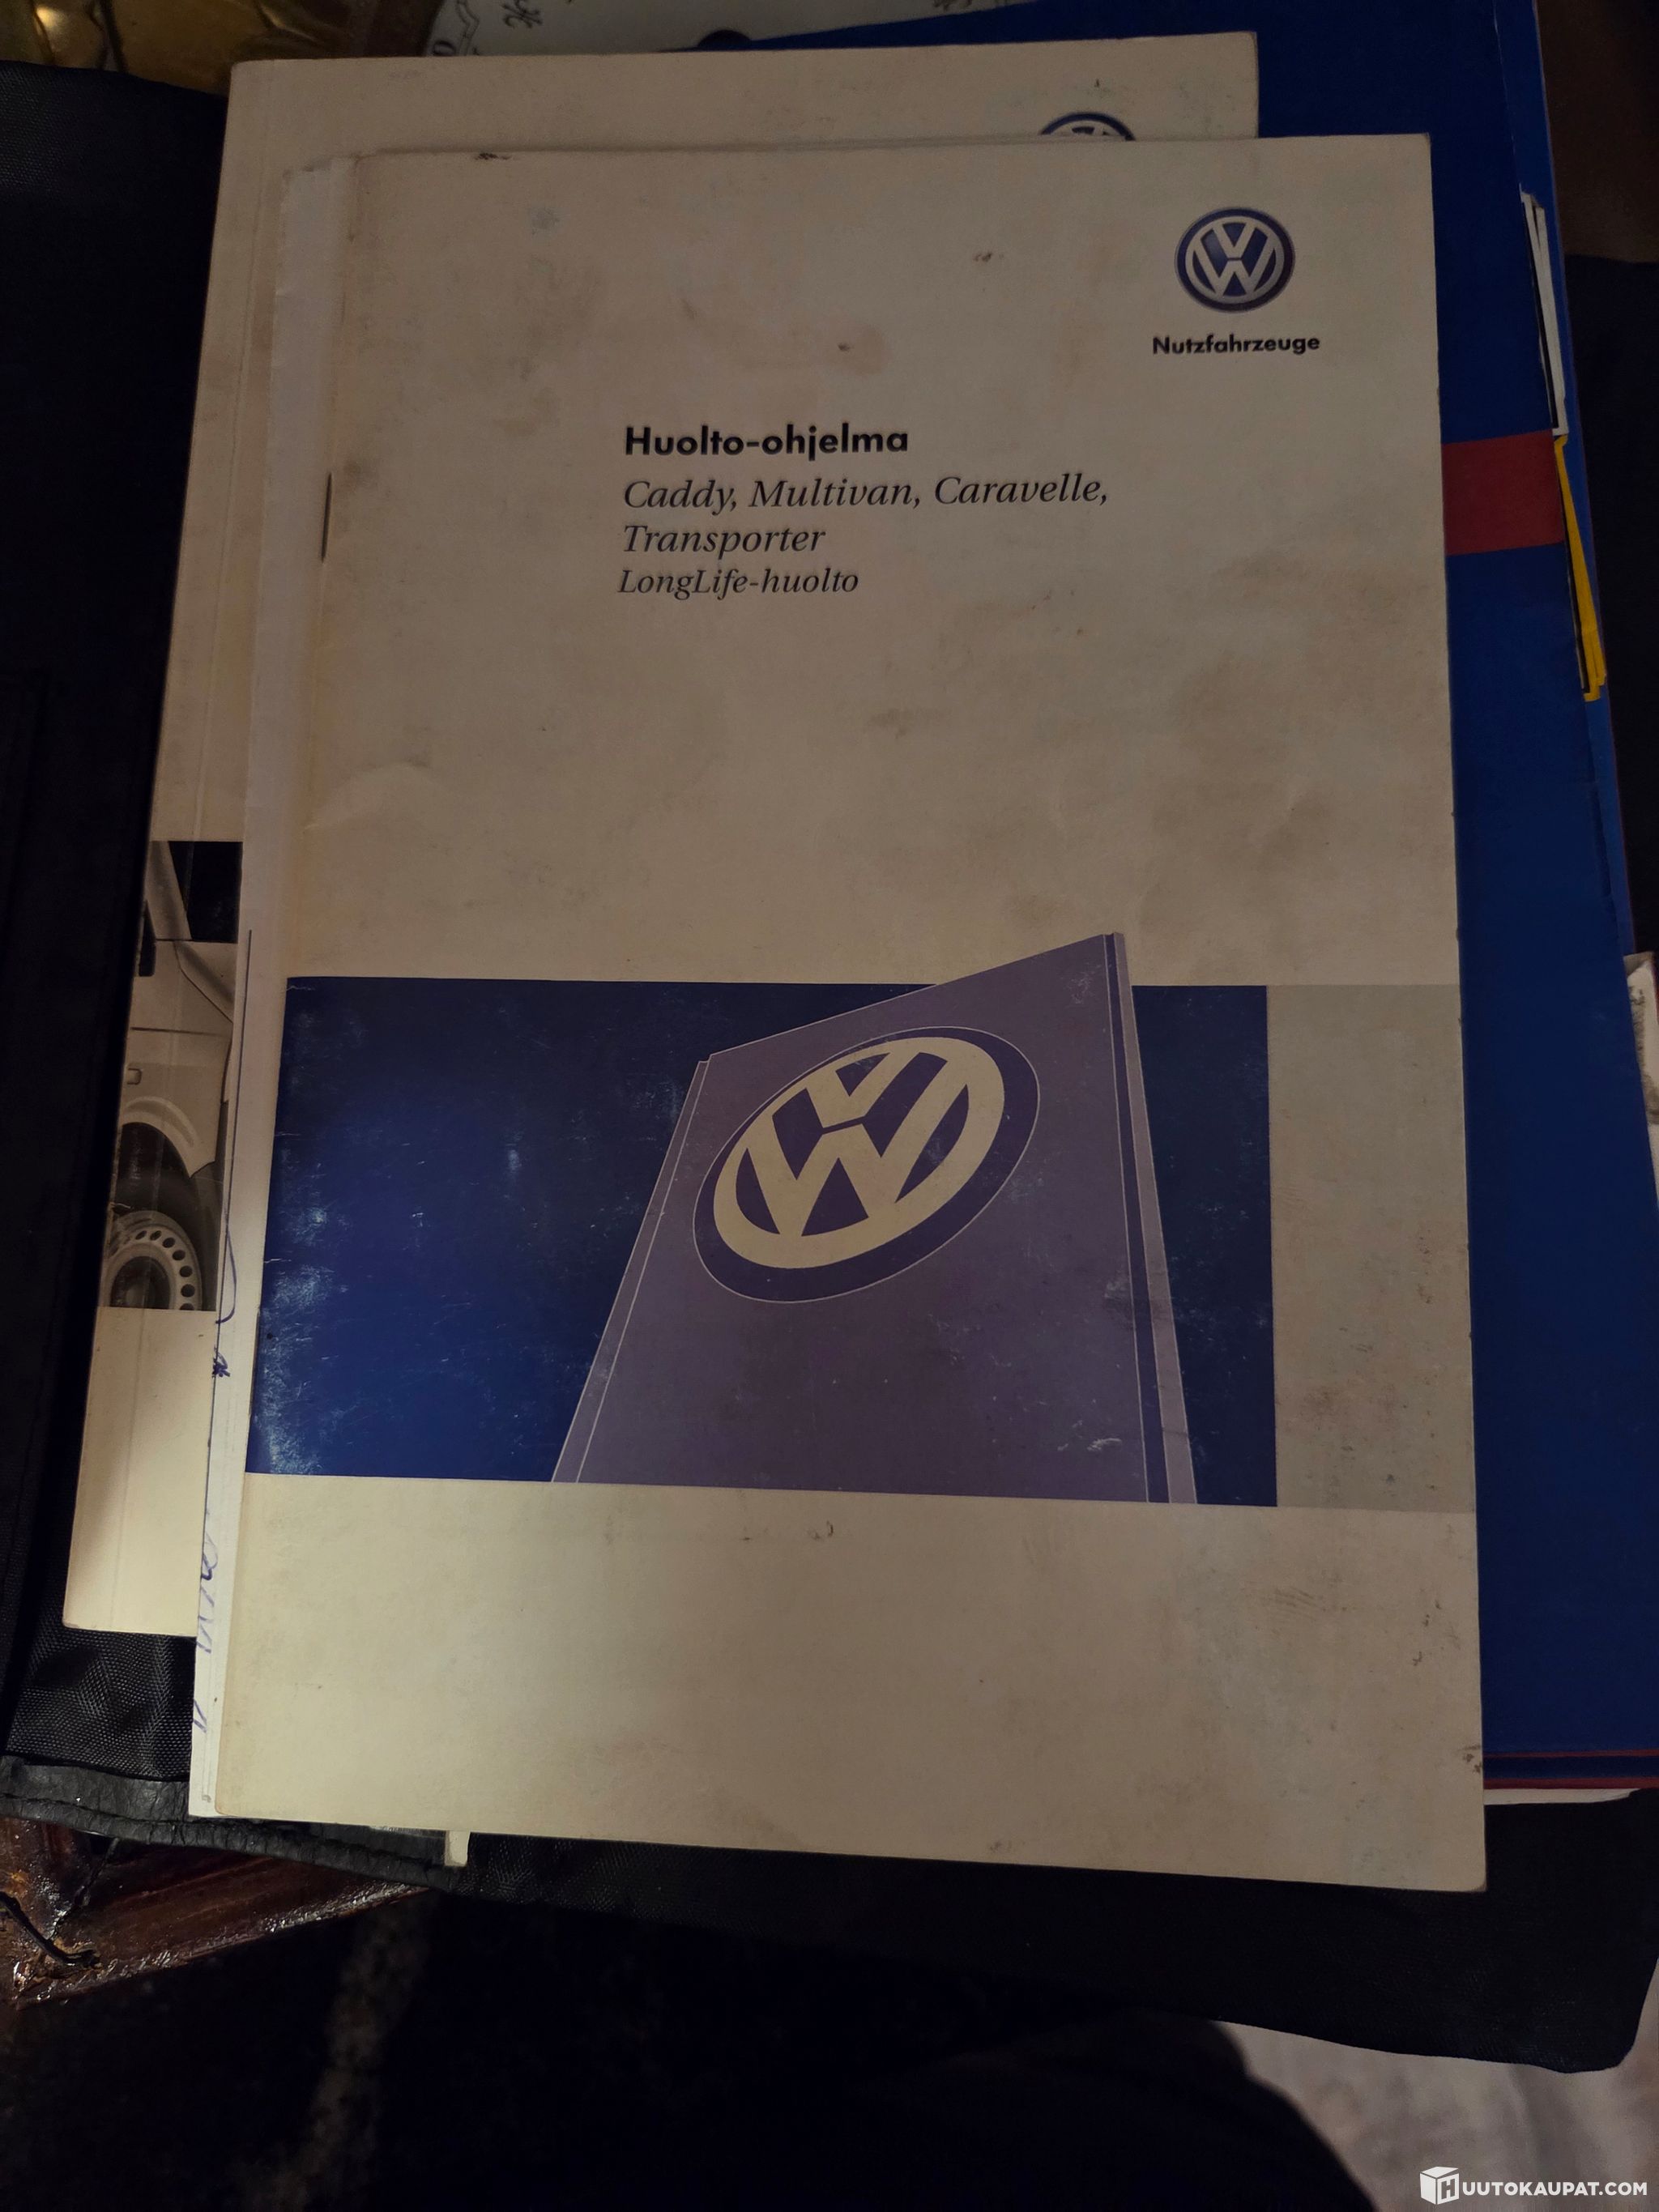 Nutzfahrzeuge
Huolto-ohjelma
Caddy, Multivan, Caravelle,
Transporter
LongLife-huolto
HUUTOKAUPAT.COM